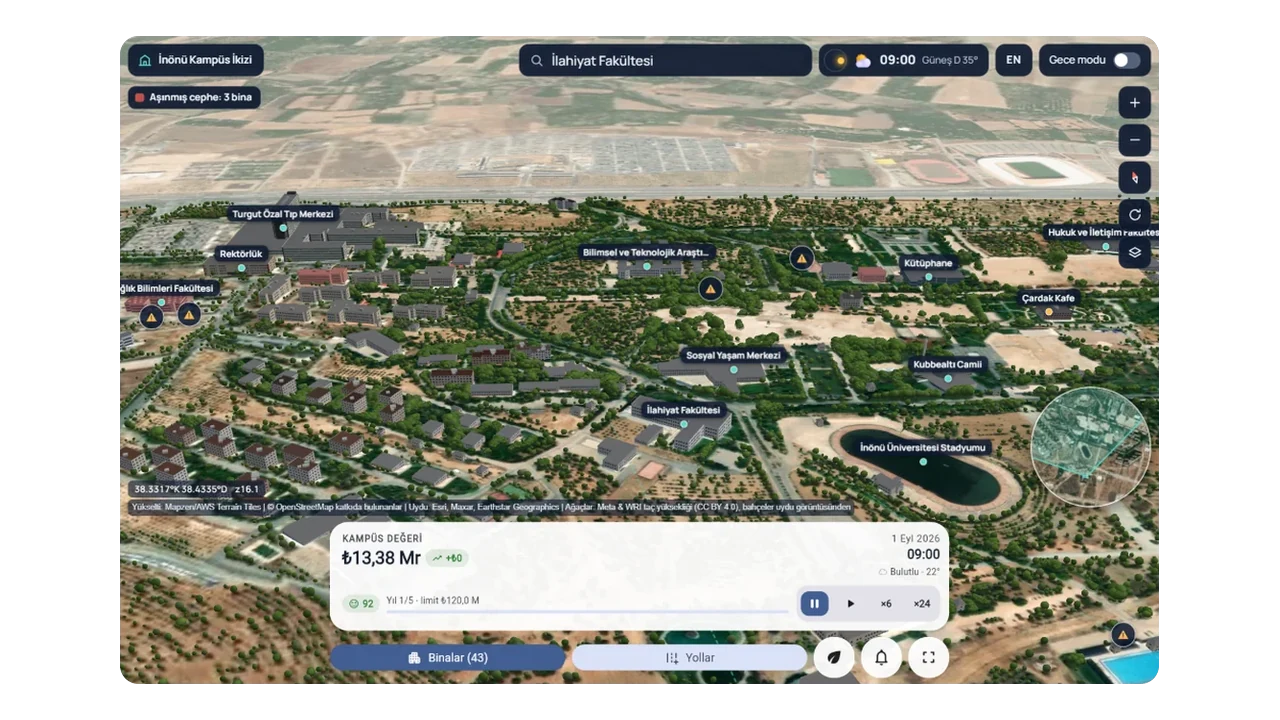 İnönü Kampüs İkizi
İlahiyat Fakültesi
09:00 Güneş D 35°
EN
Gece modu
Aşınmış cephe: 3 bina
Turgut Özal Tıp Merkezi
Hukuk ve İletişim Fakültes
Rektörlük
Bilimsel ve Teknolojik Araştı...
Kütüphane
ğlık Bilimleri Fakültesi
Çardak Kafe
Sosyal Yaşam Merkezi
Kubbealtı Camii
İlahiyat Fakültesi
İnönü Üniversitesi Stadyumu
38.3317°K 38.4335°D z16.1
Yükselti: Mapzen/AWS Terrain Tiles | © OpenStreetMap katkıda bulunanlar | Uydu: Esri, Maxar, Earthstar Geographics | Ağaçlar: Meta & WRI taç yüksekliği (CC BY 4.0), bahçeler uydu görüntüsünden
KAMPÜS DEĞERİ
1 Eyl 2026
₺13,38 Mr
+₺0
09:00
Bulutlu · 22°
92
Yıl 1/5 · limit ₺120,0 M
×6
×24
Binalar (43)
Yollar